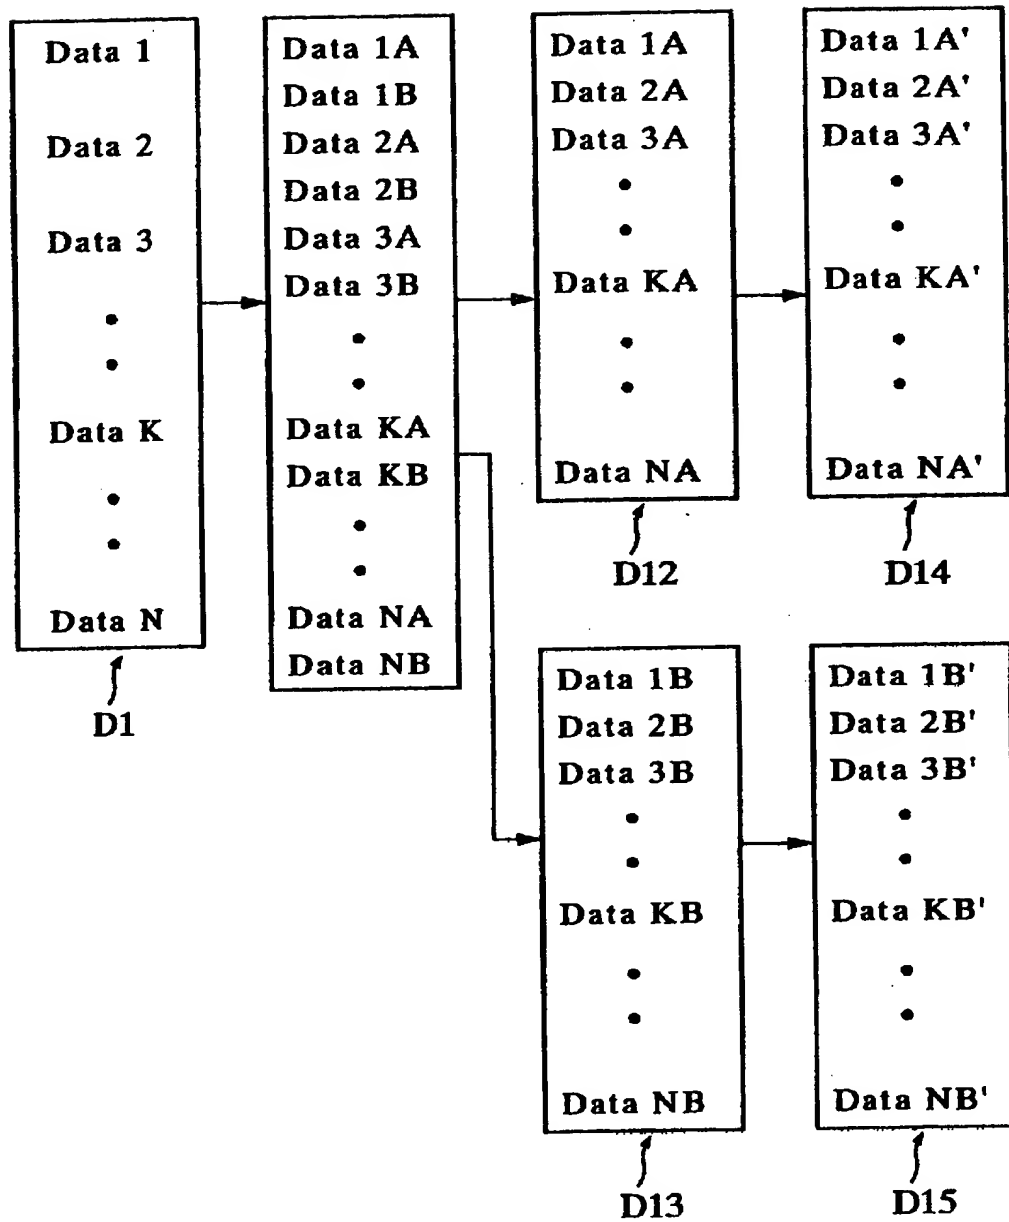 Data 1
Data 2
Data 3
Data K
Data N
D1
Data 1A
Data 1B
Data 2A
Data 2B
Data 3A
Data 3B
Data KA
Data KB
Data NA
Data NB
Data 1A
Data 2A
Data 3A
Data KA
Data NA
D12
Data 1A'
Data 2A'
Data 3A'
Data KA'
Data NA'
D14
Data 1B
Data 2B
Data 3B
Data KB
Data NB
D13
Data 1B'
Data 2B'
Data 3B'
Data KB'
Data NB'
D15